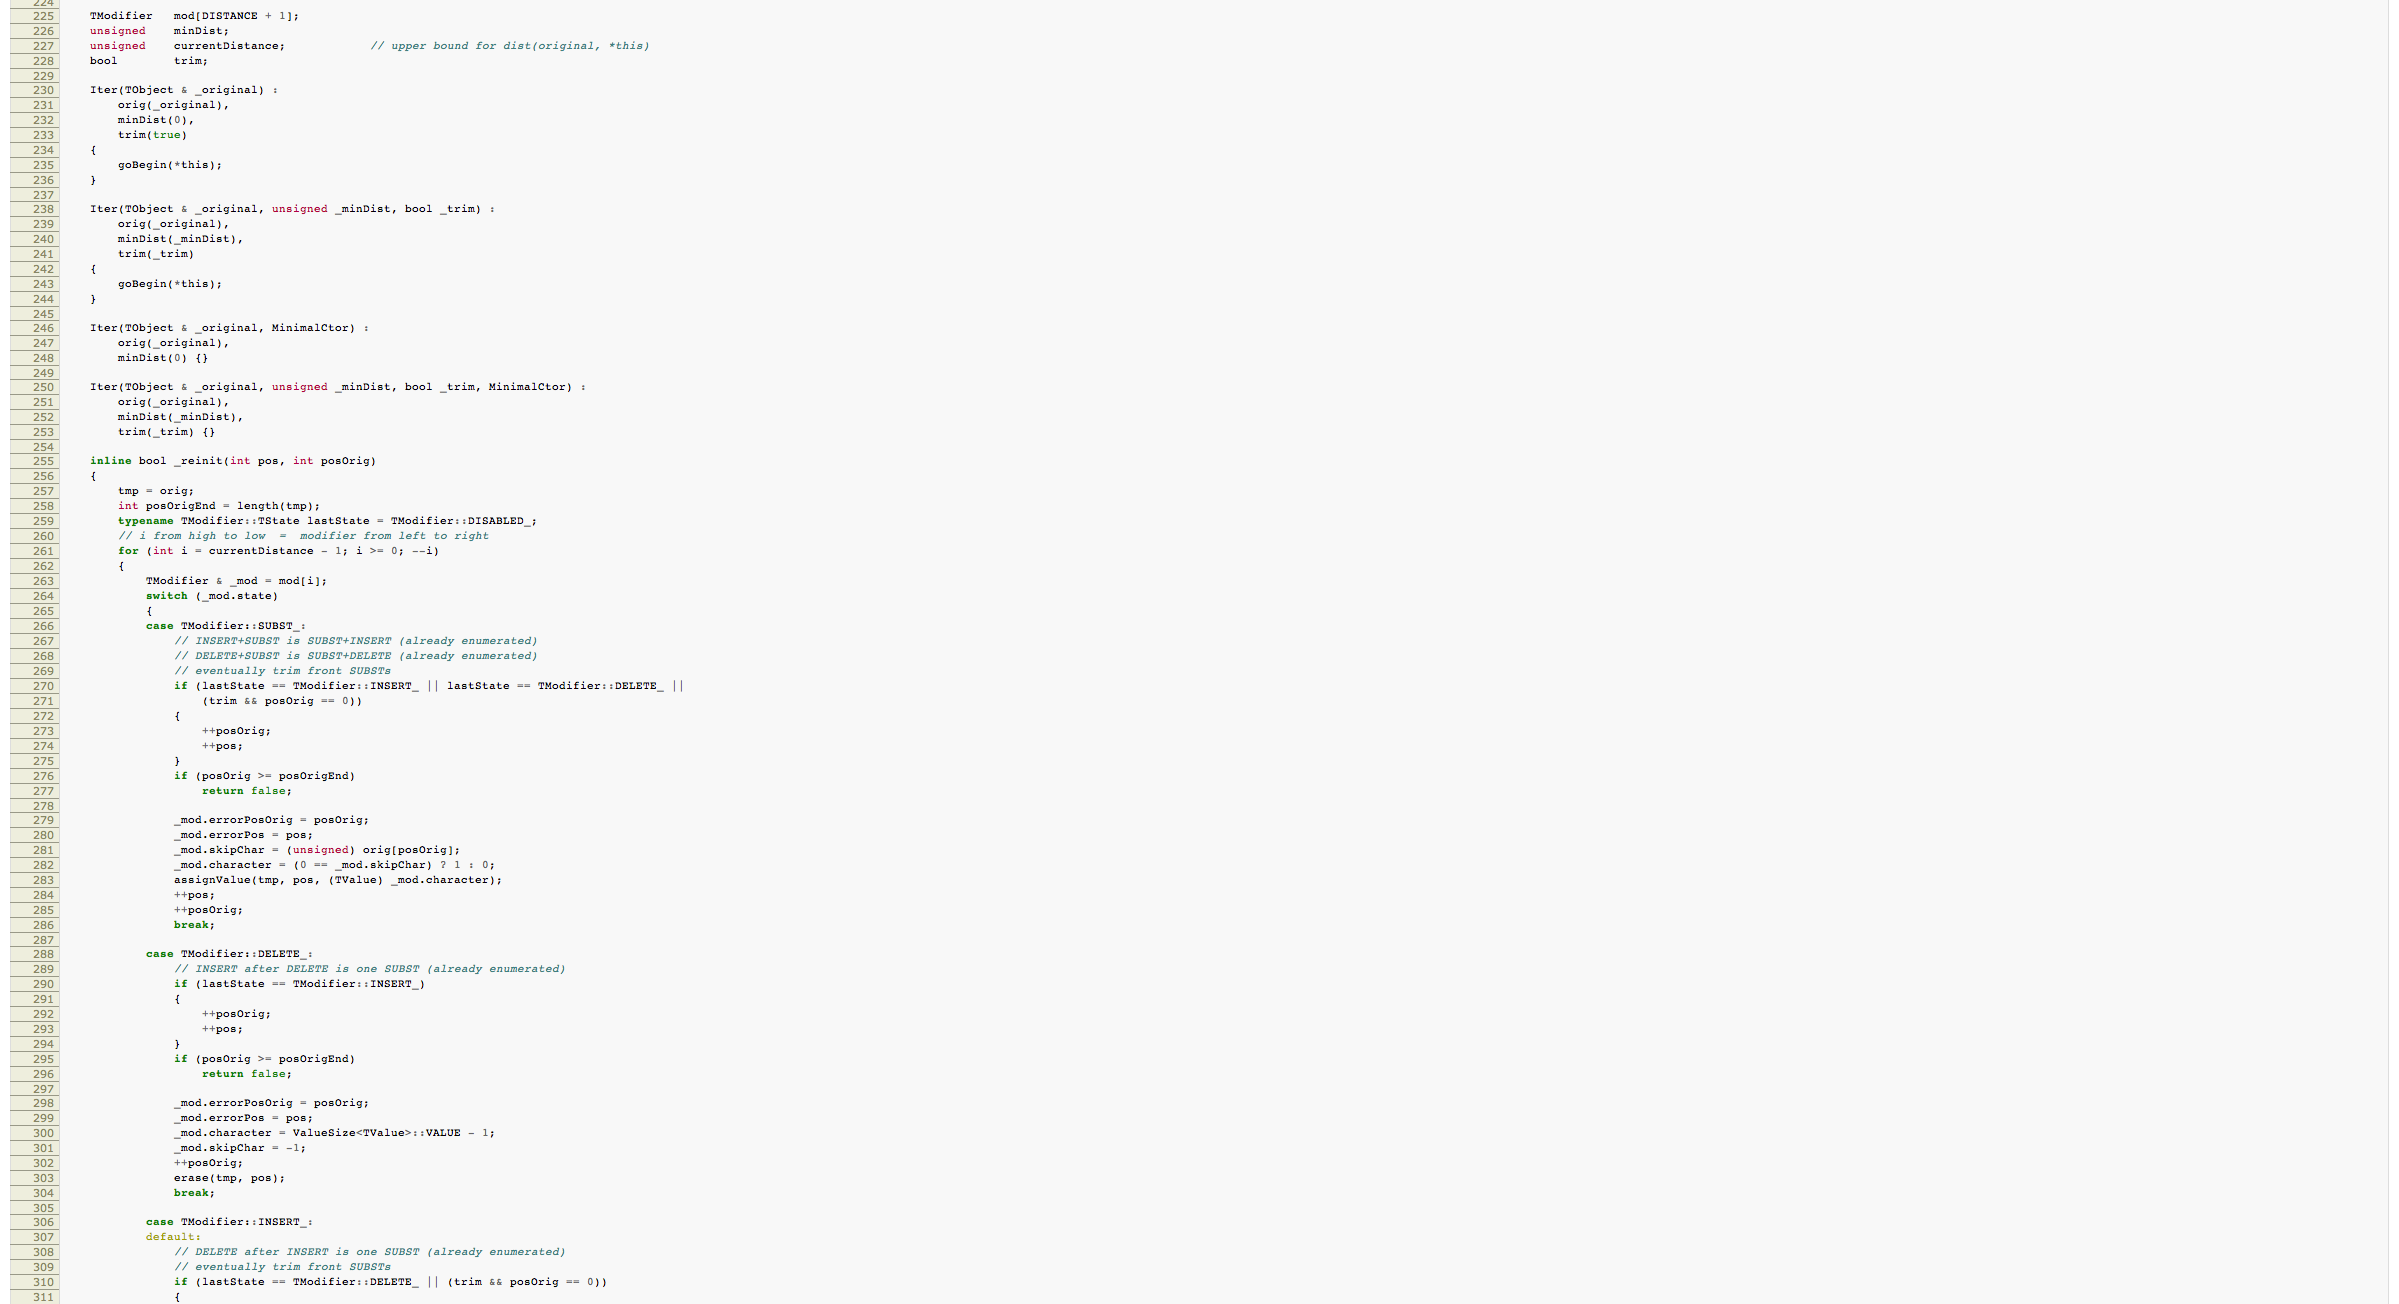 224
225 TModifier   mod[DISTANCE + 1];
226 unsigned    minDist;
227 unsigned    currentDistance;            // upper bound for dist(original, *this)
228 bool        trim;
229
230 Iter(TObject & _original) :
231     orig(_original),
232     minDist(0),
233     trim(true)
234 {
235     goBegin(*this);
236 }
237
238 Iter(TObject & _original, unsigned _minDist, bool _trim) :
239     orig(_original),
240     minDist(_minDist),
241     trim(_trim)
242 {
243     goBegin(*this);
244 }
245
246 Iter(TObject & _original, MinimalCtor) :
247     orig(_original),
248     minDist(0) {}
249
250 Iter(TObject & _original, unsigned _minDist, bool _trim, MinimalCtor) :
251     orig(_original),
252     minDist(_minDist),
253     trim(_trim) {}
254
255 inline bool _reinit(int pos, int posOrig)
256 {
257     tmp = orig;
258     int posOrigEnd = length(tmp);
259     typename TModifier::TState lastState = TModifier::DISABLED_;
260     // i from high to low  =  modifier from left to right
261     for (int i = currentDistance - 1; i >= 0; --i)
262     {
263         TModifier & _mod = mod[i];
264         switch (_mod.state)
265         {
266         case TModifier::SUBST_:
267             // INSERT+SUBST is SUBST+INSERT (already enumerated)
268             // DELETE+SUBST is SUBST+DELETE (already enumerated)
269             // eventually trim front SUBSTs
270             if (lastState == TModifier::INSERT_ || lastState == TModifier::DELETE_ ||
271                 (trim && posOrig == 0))
272             {
273                 ++posOrig;
274                 ++pos;
275             }
276             if (posOrig >= posOrigEnd)
277                 return false;
278
279             _mod.errorPosOrig = posOrig;
280             _mod.errorPos = pos;
281             _mod.skipChar = (unsigned) orig[posOrig];
282             _mod.character = (0 == _mod.skipChar) ? 1 : 0;
283             assignValue(tmp, pos, (TValue) _mod.character);
284             ++pos;
285             ++posOrig;
286             break;
287
288         case TModifier::DELETE_:
289             // INSERT after DELETE is one SUBST (already enumerated)
290             if (lastState == TModifier::INSERT_)
291             {
292                 ++posOrig;
293                 ++pos;
294             }
295             if (posOrig >= posOrigEnd)
296                 return false;
297
298             _mod.errorPosOrig = posOrig;
299             _mod.errorPos = pos;
300             _mod.character = ValueSize<TValue>::VALUE - 1;
301             _mod.skipChar = -1;
302             ++posOrig;
303             erase(tmp, pos);
304             break;
305
306         case TModifier::INSERT_:
307         default:
308             // DELETE after INSERT is one SUBST (already enumerated)
309             // eventually trim front SUBSTs
310             if (lastState == TModifier::DELETE_ || (trim && posOrig == 0))
311             {